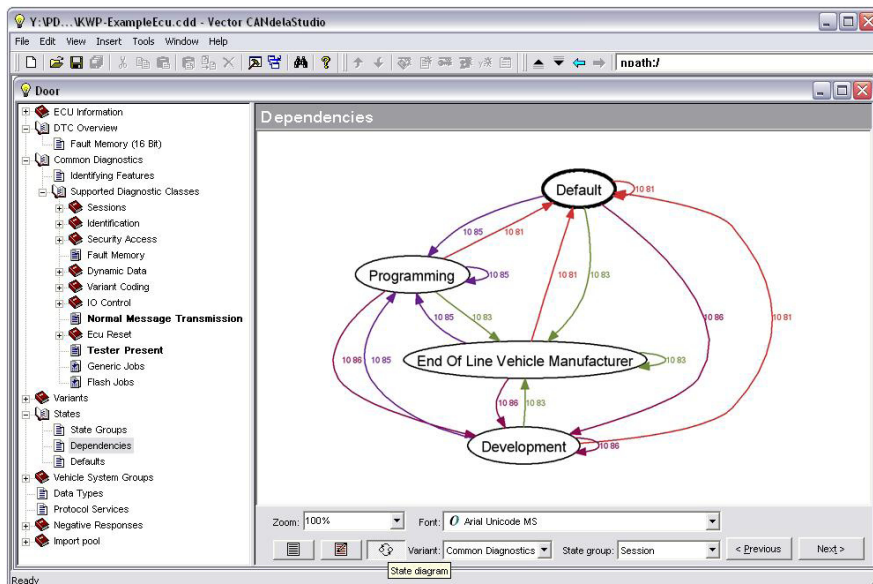 Y:\PD...\KWP-ExampleEcu.cdd - Vector CANdelaStudio
File Edit View Insert Tools Window Help
npath:/
Door
ECU Information
DTC Overview
Fault Memory (16 Bit)
Common Diagnostics
Identifying Features
Supported Diagnostic Classes
Sessions
Identification
Security Access
Fault Memory
Dynamic Data
Variant Coding
IO Control
Normal Message Transmission
Ecu Reset
Tester Present
Generic Jobs
Flash Jobs
Variants
States
State Groups
Dependencies
Defaults
Vehicle System Groups
Data Types
Protocol Services
Negative Responses
Import pool
Dependencies
Default
10 81
10 85
10 81
Programming
10 85
10 81
10 83
10 83
10 85
10 86
10 81
10 86
10 85
End Of Line Vehicle Manufacturer
10 83
10 86
10 83
Development
10 86
Zoom: 100% Font: O Arial Unicode MS
Variant: Common Diagnostics State group: Session < Previous Next >
State diagram
Ready